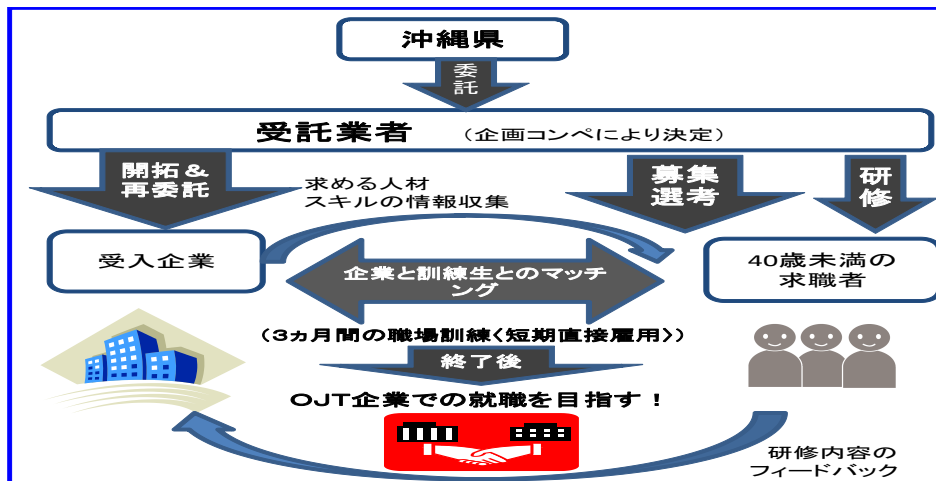 沖縄県
委
託
受託業者 （企画コンペにより決定）
開拓＆
再委託
求める人材
スキルの情報収集
募集
選考
研
修
受入企業
企業と訓練生とのマッチ
ング
40歳未満の
求職者
（3ヵ月間の職場訓練〈短期直接雇用〉）
終了後
OJT企業での就職を目指す！
研修内容の
フィードバック